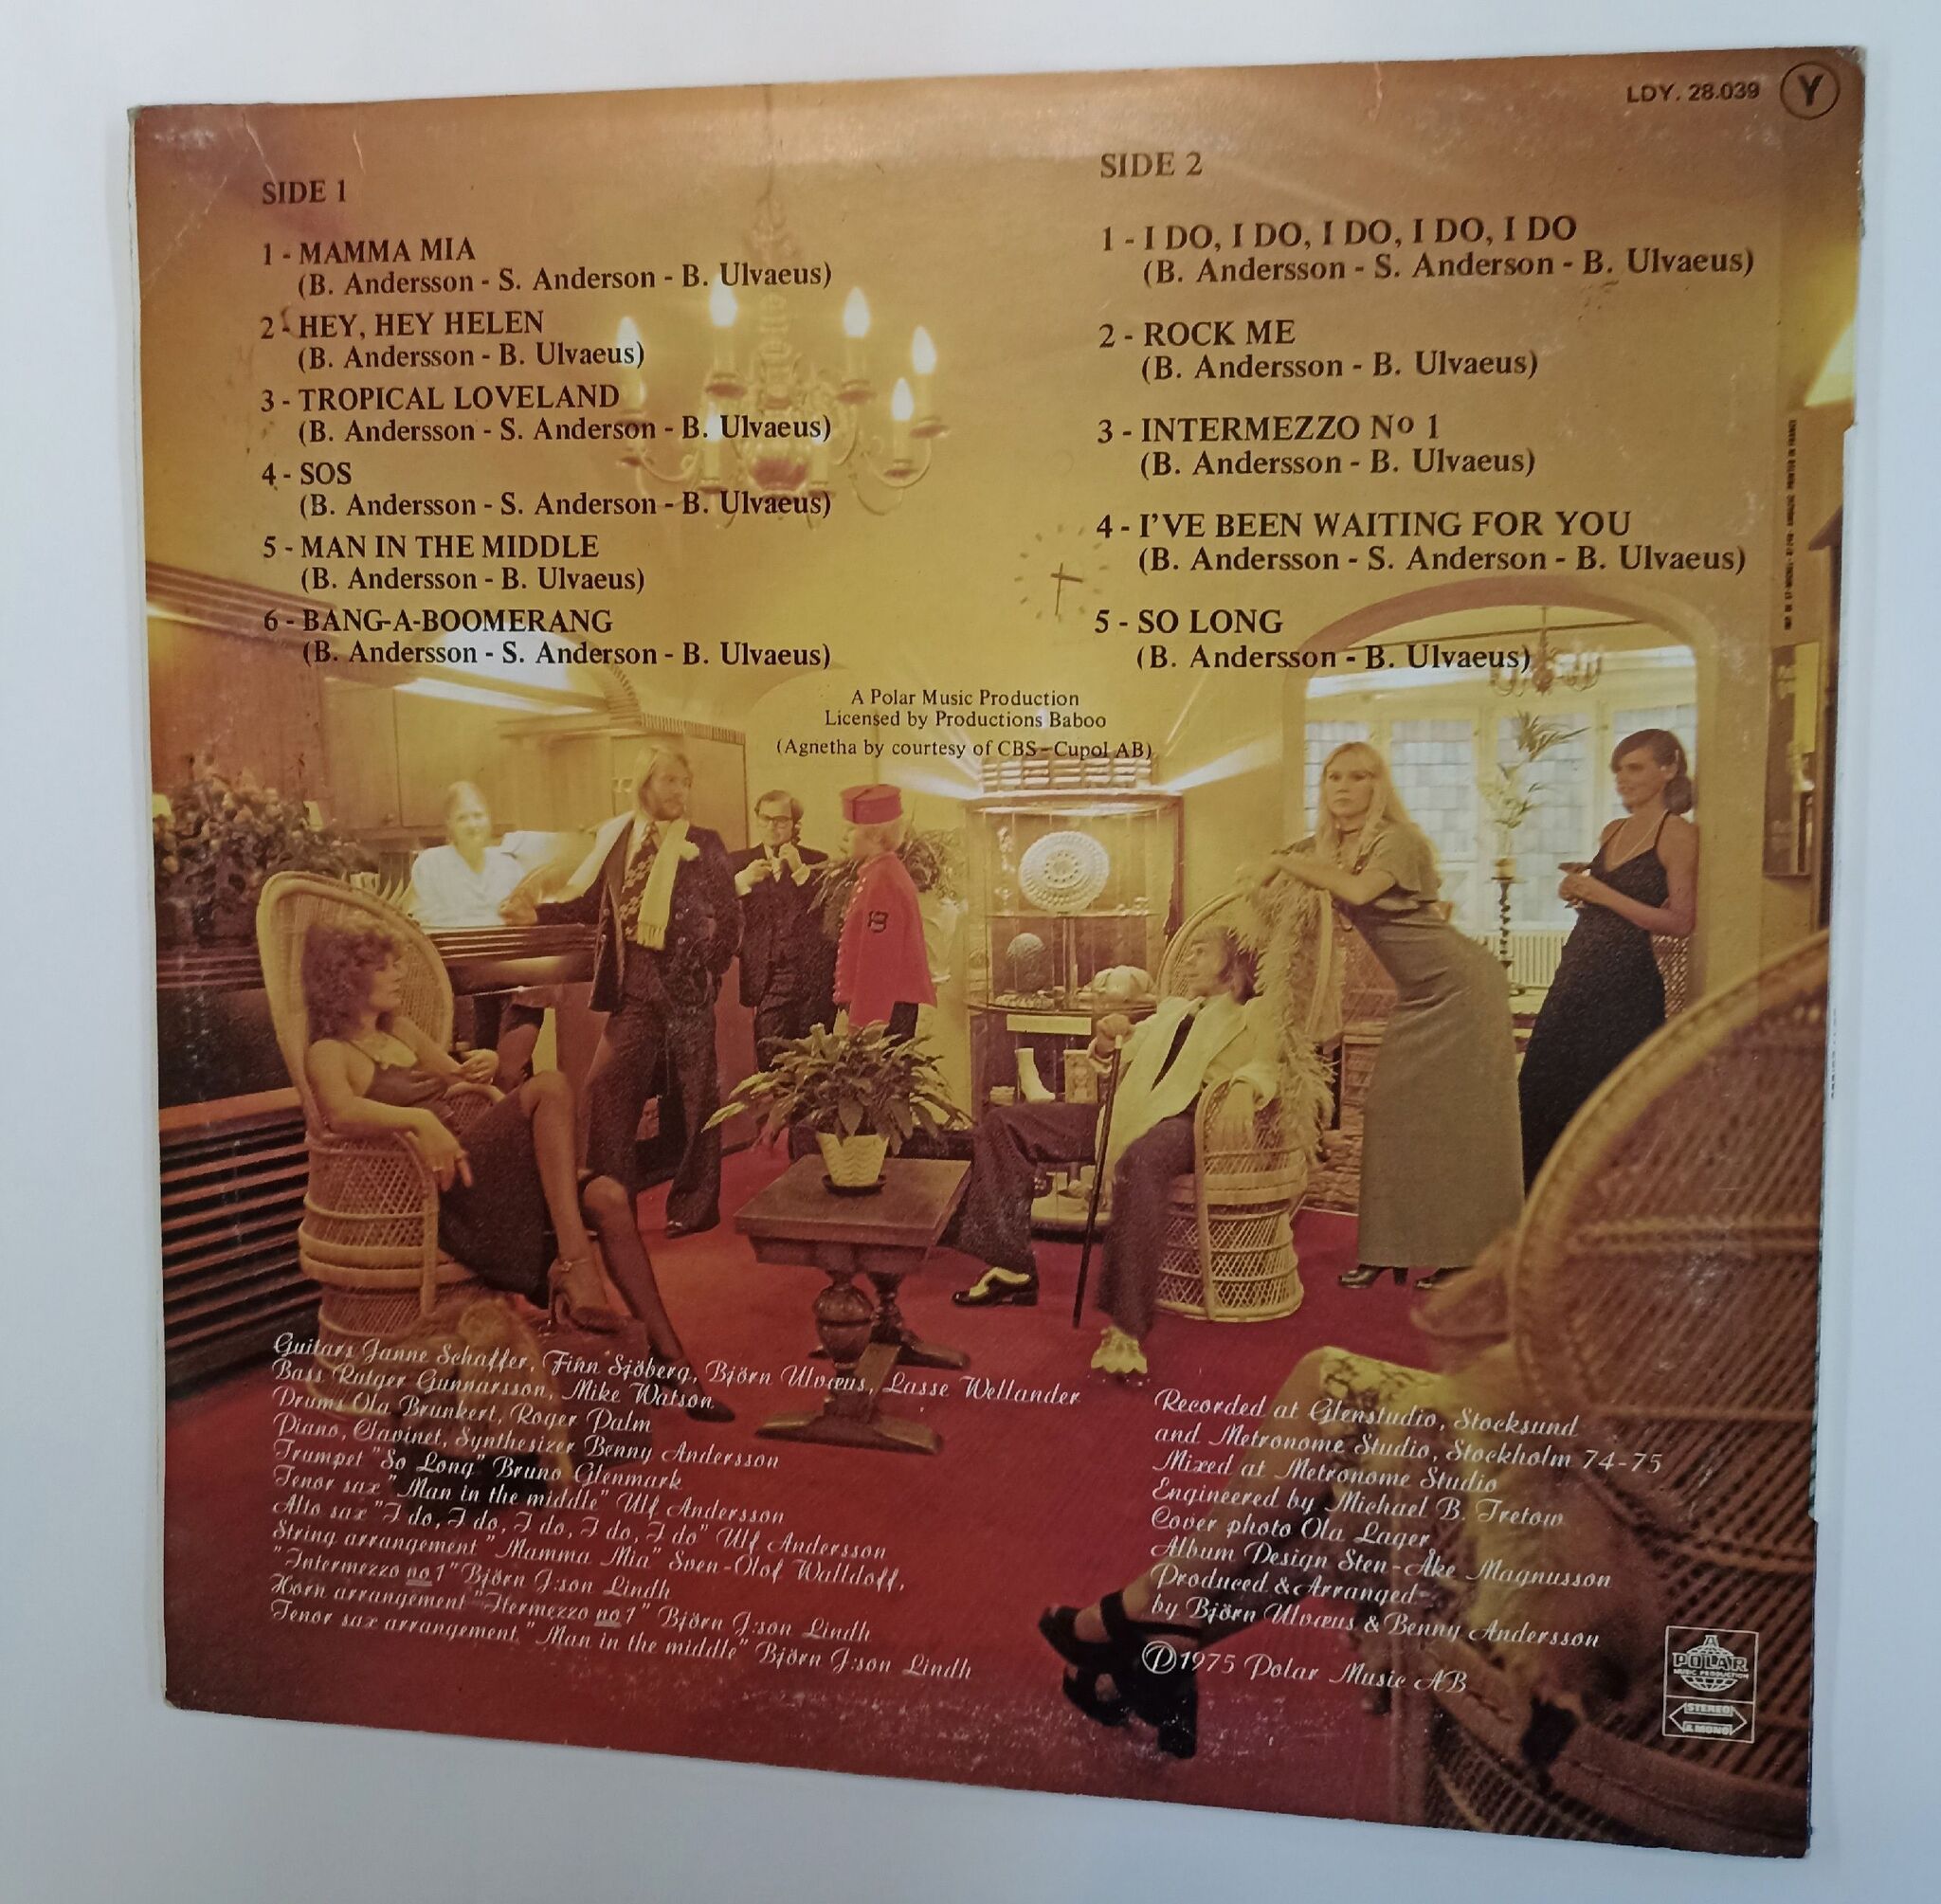 LDY. 28.039 Y
SIDE 1
1 - MAMMA MIA
(B. Andersson - S. Anderson - B. Ulvaeus)
2 - HEY, HEY HELEN
(B. Andersson - B. Ulvaeus)
3 - TROPICAL LOVELAND
(B. Andersson - S. Anderson - B. Ulvaeus)
4 - SOS
(B. Andersson - S. Anderson - B. Ulvaeus)
5 - MAN IN THE MIDDLE
(B. Andersson - B. Ulvaeus)
6 - BANG-A-BOOMERANG
(B. Andersson - S. Anderson - B. Ulvaeus)
SIDE 2
1 - I DO, I DO, I DO, I DO, I DO
(B. Andersson - S. Anderson - B. Ulvaeus)
2 - ROCK ME
(B. Andersson - B. Ulvaeus)
3 - INTERMEZZO No 1
(B. Andersson - B. Ulvaeus)
4 - I'VE BEEN WAITING FOR YOU
(B. Andersson - S. Anderson - B. Ulvaeus)
5 - SO LONG
(B. Andersson - B. Ulvaeus)
A Polar Music Production
Licensed by Productions Baboo
(Agnetha by courtesy of CBS-Cupol AB)
B
Guitars Janne Schaffer, Finn Sjöberg, Björn Ulvæus, Lasse Wellander
Bass Rutger Gunnarsson, Mike Watson
Drums Ola Brunkert, Roger Palm
Piano, Clavinet, Synthesizer Benny Andersson
Trumpet "So Long" Bruno Glenmark
Tenor sax "Man in the middle" Ulf Andersson
Alto sax "I do, I do, I do, I do, I do" Ulf Andersson
String arrangement "Mamma Mia" Sven-Olof Walldoff,
"Intermezzo no 1" Björn J:son Lindh
Horn arrangement "Itermezzo no 1" Björn J:son Lindh
Tenor sax arrangement "Man in the middle" Björn J:son Lindh
Recorded at Glenstudio, Stocksund
and Metronome Studio, Stockholm 74-75
Mixed at Metronome Studio
Engineered by Michael B. Tretow
Cover photo Ola Lager
Album Design Sten-Åke Magnusson
Produced & Arranged
by Björn Ulvæus & Benny Andersson
Ⓟ1975 Polar Music AB
A
POLAR
MUSIC PRODUCTION
STEREO
& MONO